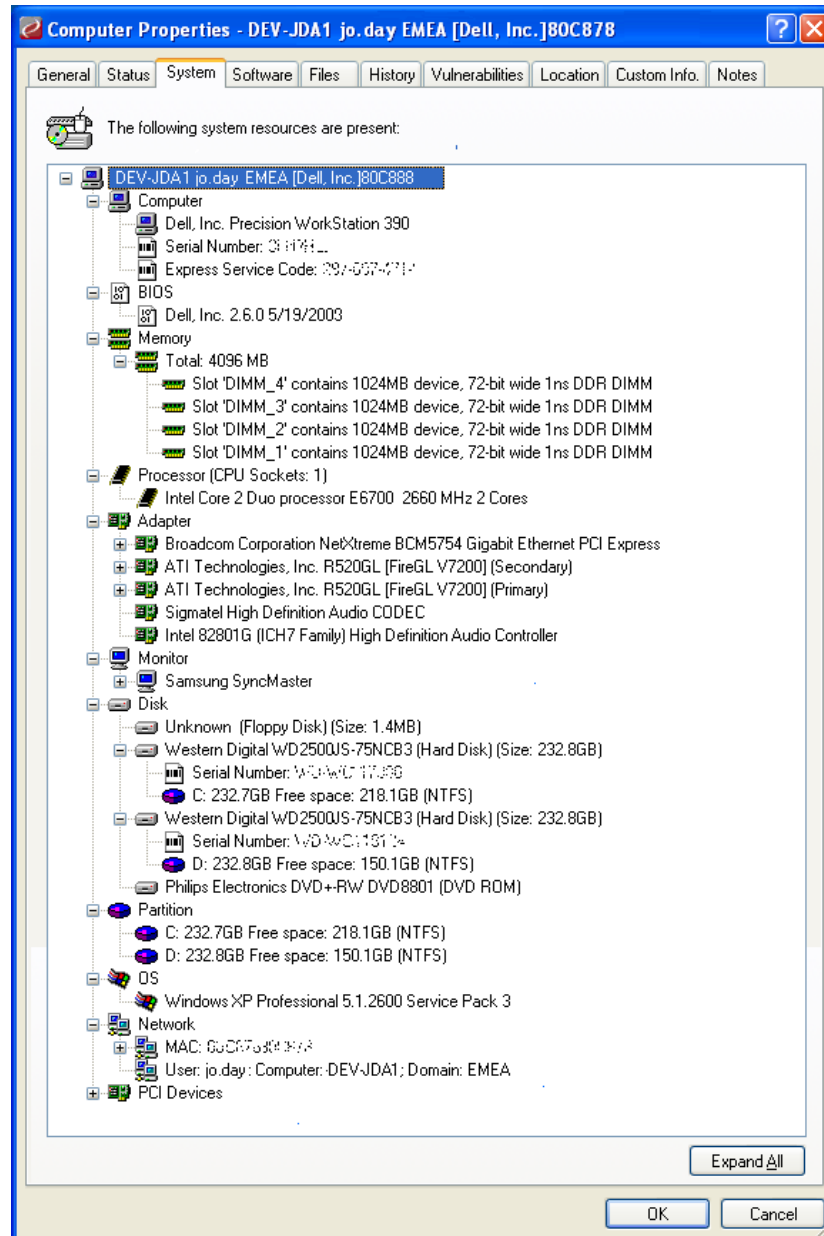 Computer Properties - DEV-JDA1 jo.day EMEA [Dell, Inc.]80C878
General Status System Software Files History Vulnerabilities Location Custom Info. Notes
The following system resources are present:
DEV-JDA1 jo.day EMEA [Dell, Inc.]80C888
Computer
Dell, Inc. Precision WorkStation 390
Serial Number:
Express Service Code:
BIOS
Dell, Inc. 2.6.0 5/19/2003
Memory
Total: 4096 MB
Slot 'DIMM_4' contains 1024MB device, 72-bit wide 1ns DDR DIMM
Slot 'DIMM_3' contains 1024MB device, 72-bit wide 1ns DDR DIMM
Slot 'DIMM_2' contains 1024MB device, 72-bit wide 1ns DDR DIMM
Slot 'DIMM_1' contains 1024MB device, 72-bit wide 1ns DDR DIMM
Processor (CPU Sockets: 1)
Intel Core 2 Duo processor E6700 2660 MHz 2 Cores
Adapter
Broadcom Corporation NetXtreme BCM5754 Gigabit Ethernet PCI Express
ATI Technologies, Inc. R520GL [FireGL V7200] (Secondary)
ATI Technologies, Inc. R520GL [FireGL V7200] (Primary)
Sigmatel High Definition Audio CODEC
Intel 82801G (ICH7 Family) High Definition Audio Controller
Monitor
Samsung SyncMaster
Disk
Unknown (Floppy Disk) (Size: 1.4MB)
Western Digital WD2500JS-75NCB3 (Hard Disk) (Size: 232.8GB)
Serial Number:
C: 232.7GB Free space: 218.1GB (NTFS)
Western Digital WD2500JS-75NCB3 (Hard Disk) (Size: 232.8GB)
Serial Number:
D: 232.8GB Free space: 150.1GB (NTFS)
Philips Electronics DVD+-RW DVD8801 (DVD ROM)
Partition
C: 232.7GB Free space: 218.1GB (NTFS)
D: 232.8GB Free space: 150.1GB (NTFS)
OS
Windows XP Professional 5.1.2600 Service Pack 3
Network
MAC:
User: jo.day: Computer: DEV-JDA1; Domain: EMEA
PCI Devices
Expand All
OK Cancel